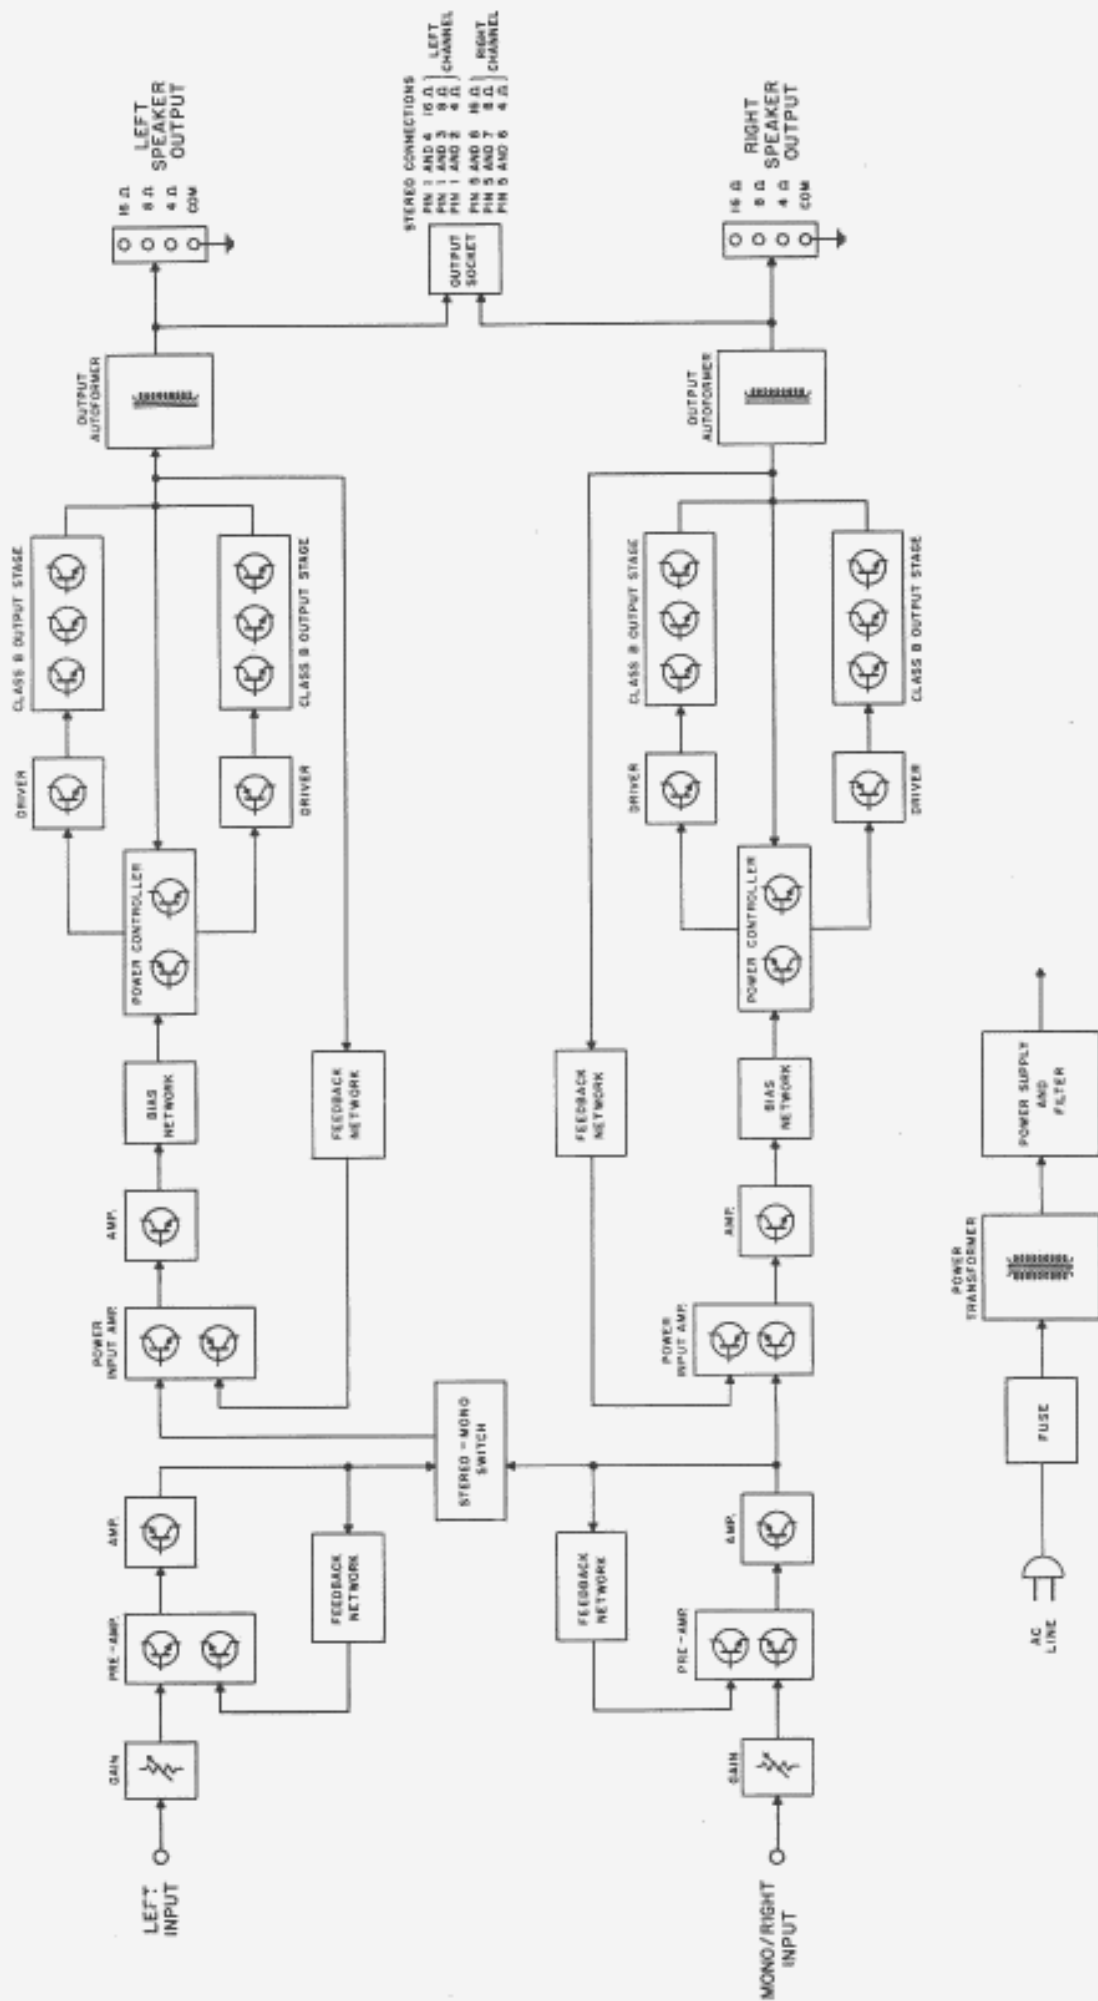 LEFT
INPUT
GAIN
PRE-AMP.
AMP.
FEEDBACK
NETWORK
POWER
INPUT AMP.
AMP.
BIAS
NETWORK
FEEDBACK
NETWORK
POWER CONTROLLER
DRIVER
DRIVER
CLASS B OUTPUT STAGE
CLASS B OUTPUT STAGE
OUTPUT
AUTOFORMER
16 Ω
8 Ω
4 Ω
COM
LEFT
SPEAKER
OUTPUT
STEREO-MONO
SWITCH
OUTPUT
SOCKET
STEREO CONNECTIONS
PIN 1 AND 4 16 Ω
PIN 1 AND 3 8 Ω
PIN 1 AND 2 4 Ω
LEFT
CHANNEL
PIN 5 AND 8 16 Ω
PIN 5 AND 7 8 Ω
PIN 5 AND 6 4 Ω
RIGHT
CHANNEL
MONO/RIGHT
INPUT
GAIN
PRE-AMP.
AMP.
FEEDBACK
NETWORK
POWER
INPUT AMP.
AMP.
BIAS
NETWORK
FEEDBACK
NETWORK
POWER CONTROLLER
DRIVER
DRIVER
CLASS B OUTPUT STAGE
CLASS B OUTPUT STAGE
OUTPUT
AUTOFORMER
16 Ω
8 Ω
4 Ω
COM
RIGHT
SPEAKER
OUTPUT
AC
LINE
FUSE
POWER
TRANSFORMER
POWER SUPPLY
AND
FILTER